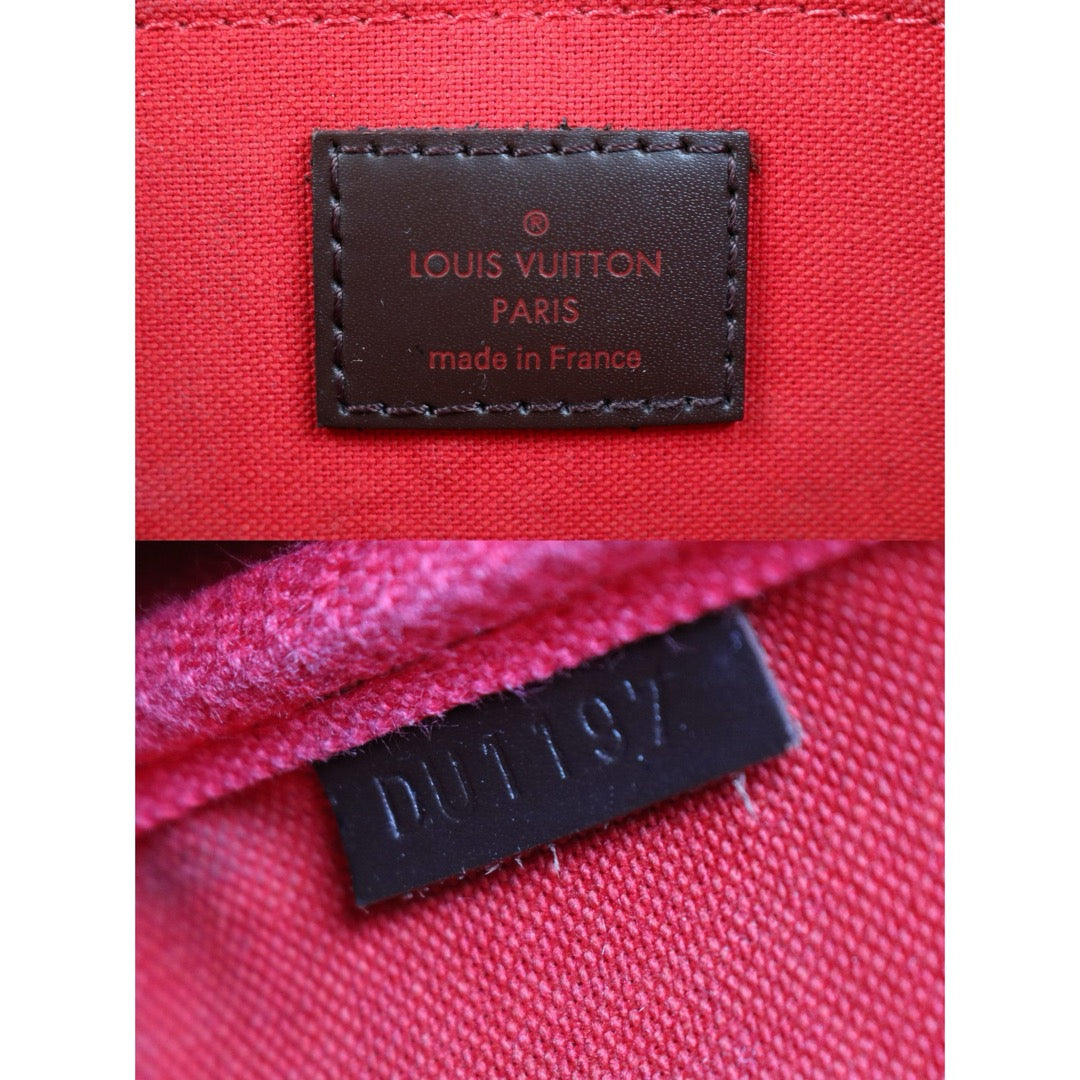 ®
LOUIS VUITTON
PARIS
made in France
DU1197